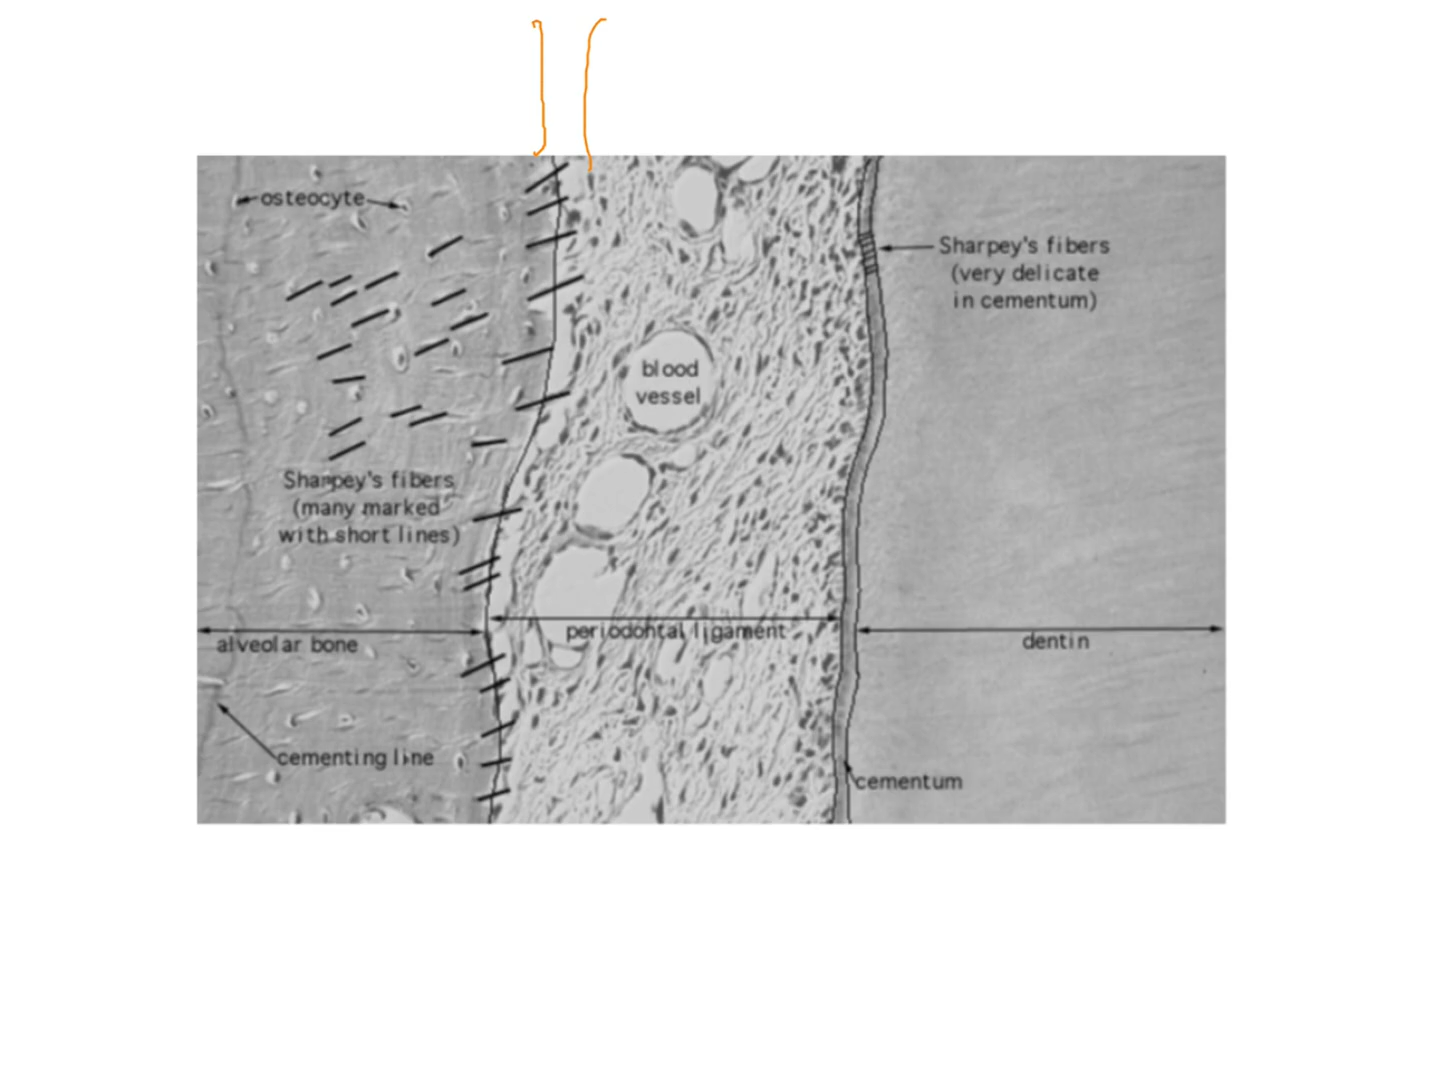 osteocyte
Sharpey's fibers
(very delicate
in cementum)
blood
vessel
Sharpey's fibers
(many marked
with short lines)
periodontal ligament
alveolar bone
dentin
cementing line
cementum